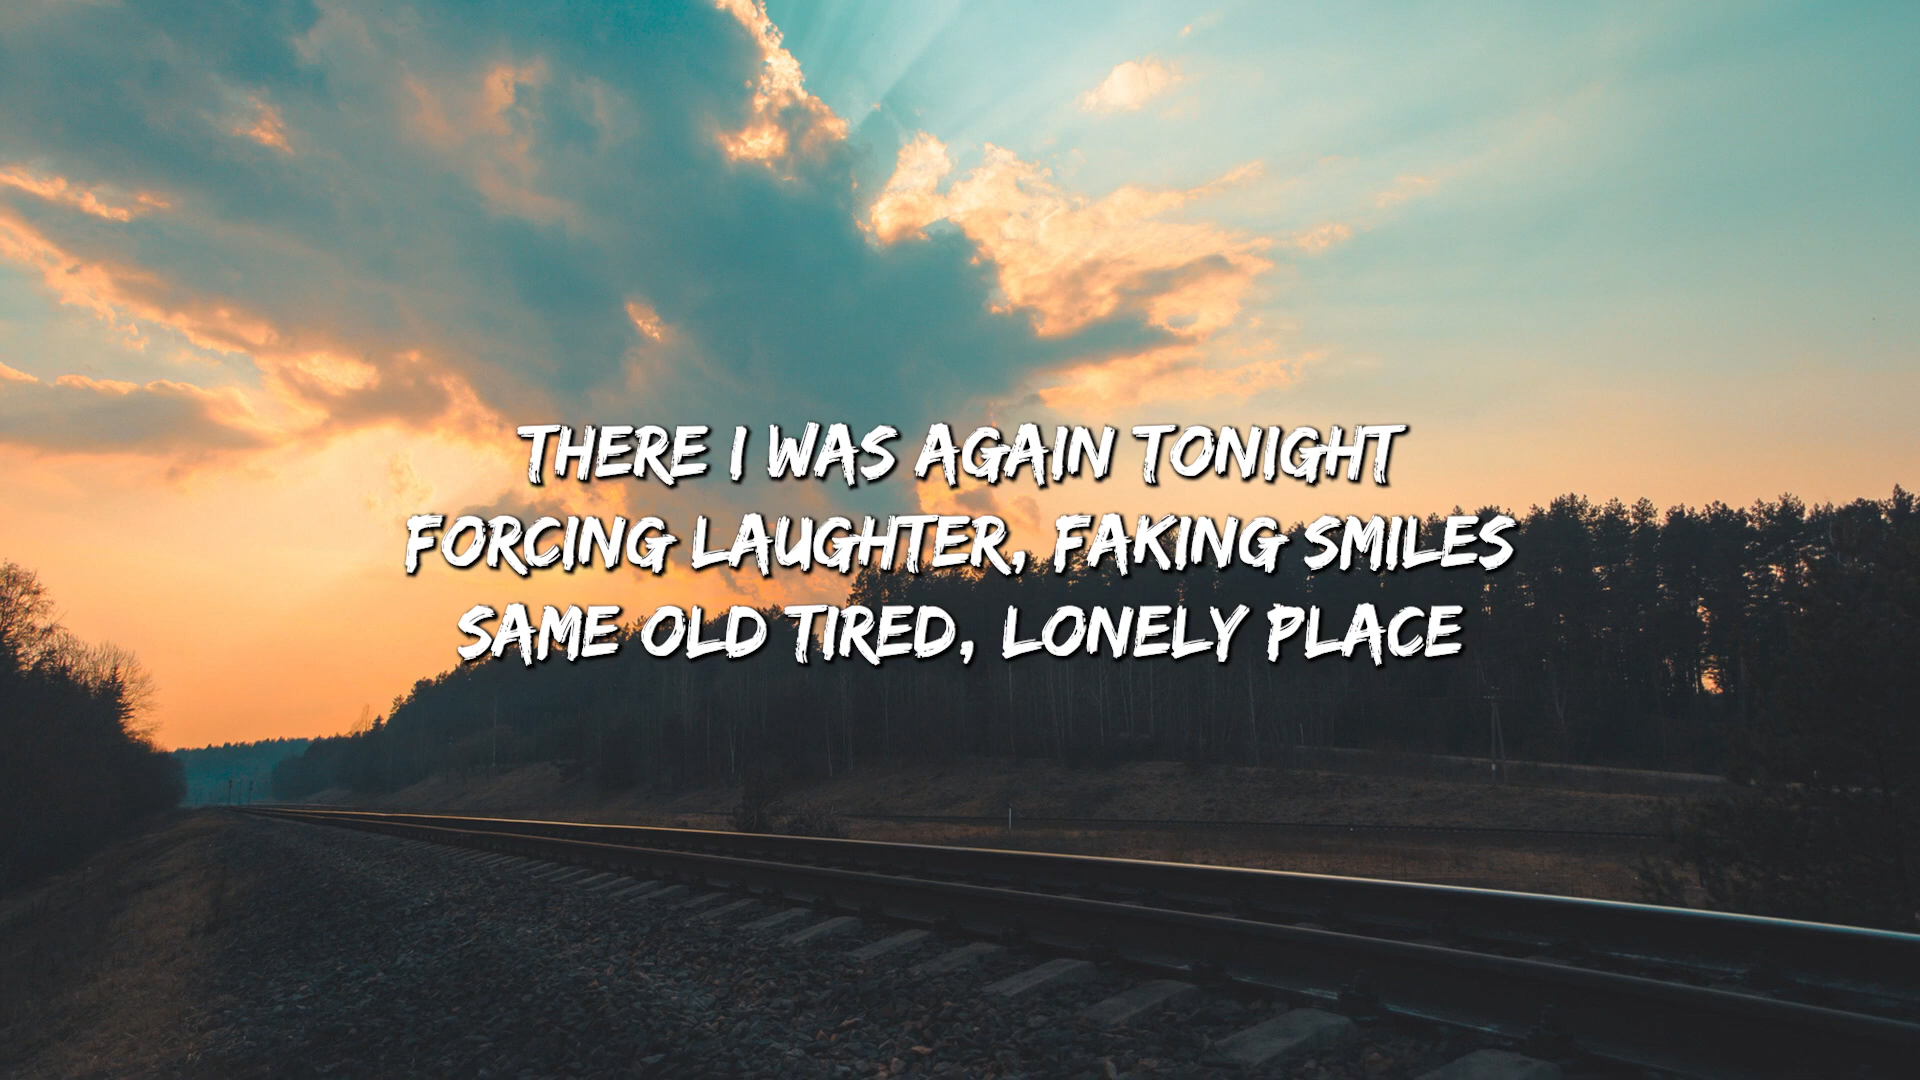 THERE I WAS AGAIN TONIGHT
FORCING LAUGHTER, FAKING SMILES
SAME OLD TIRED, LONELY PLACE